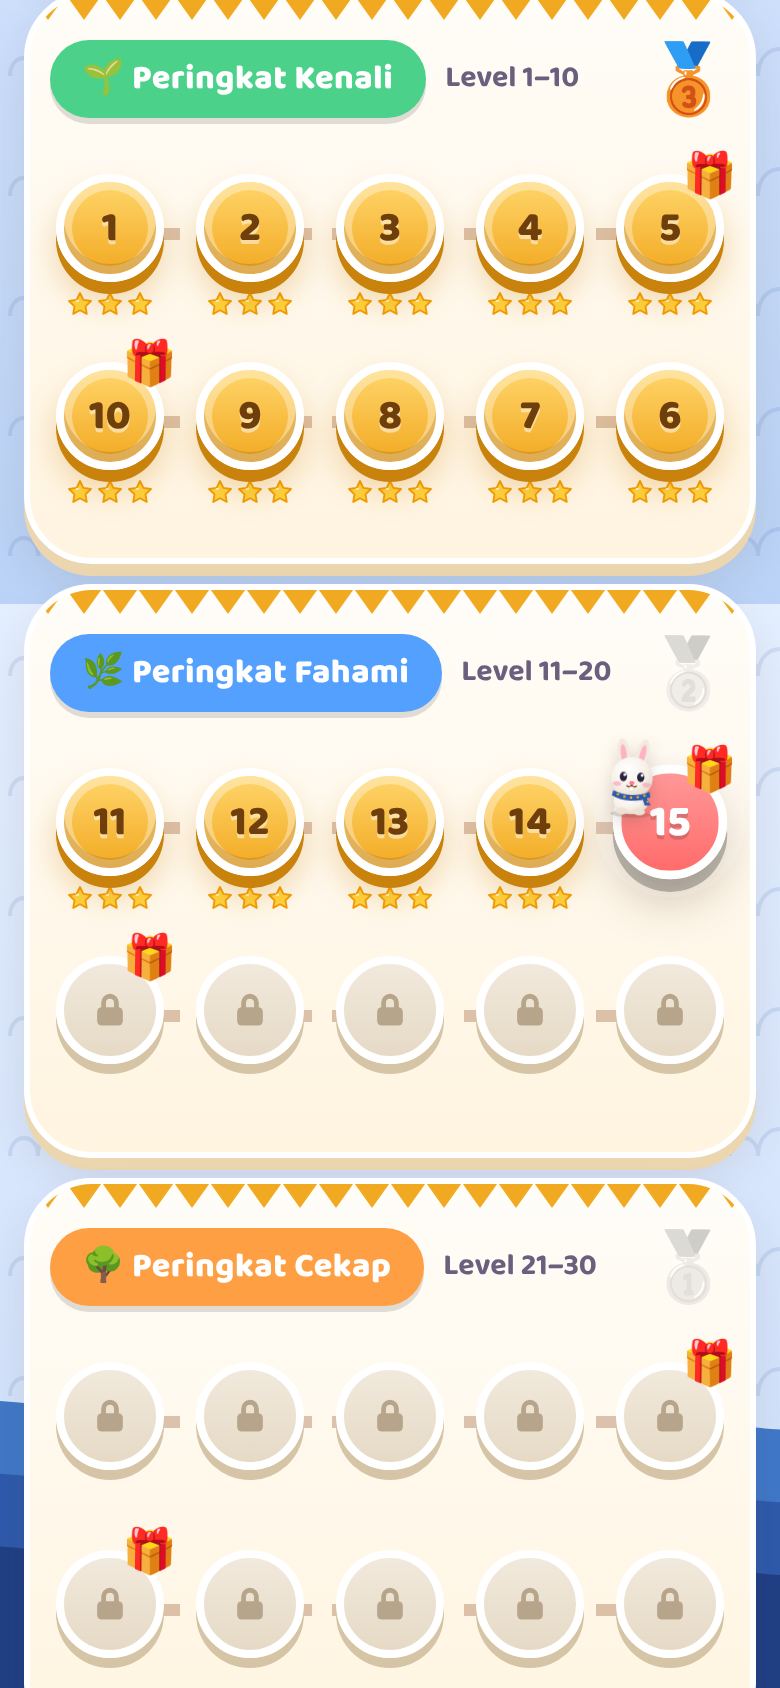 Peringkat Kenali Level 1–10 3
1 2 3 4 5
10 9 8 7 6
Peringkat Fahami Level 11–20 2
11 12 13 14 15
Peringkat Cekap Level 21–30 1